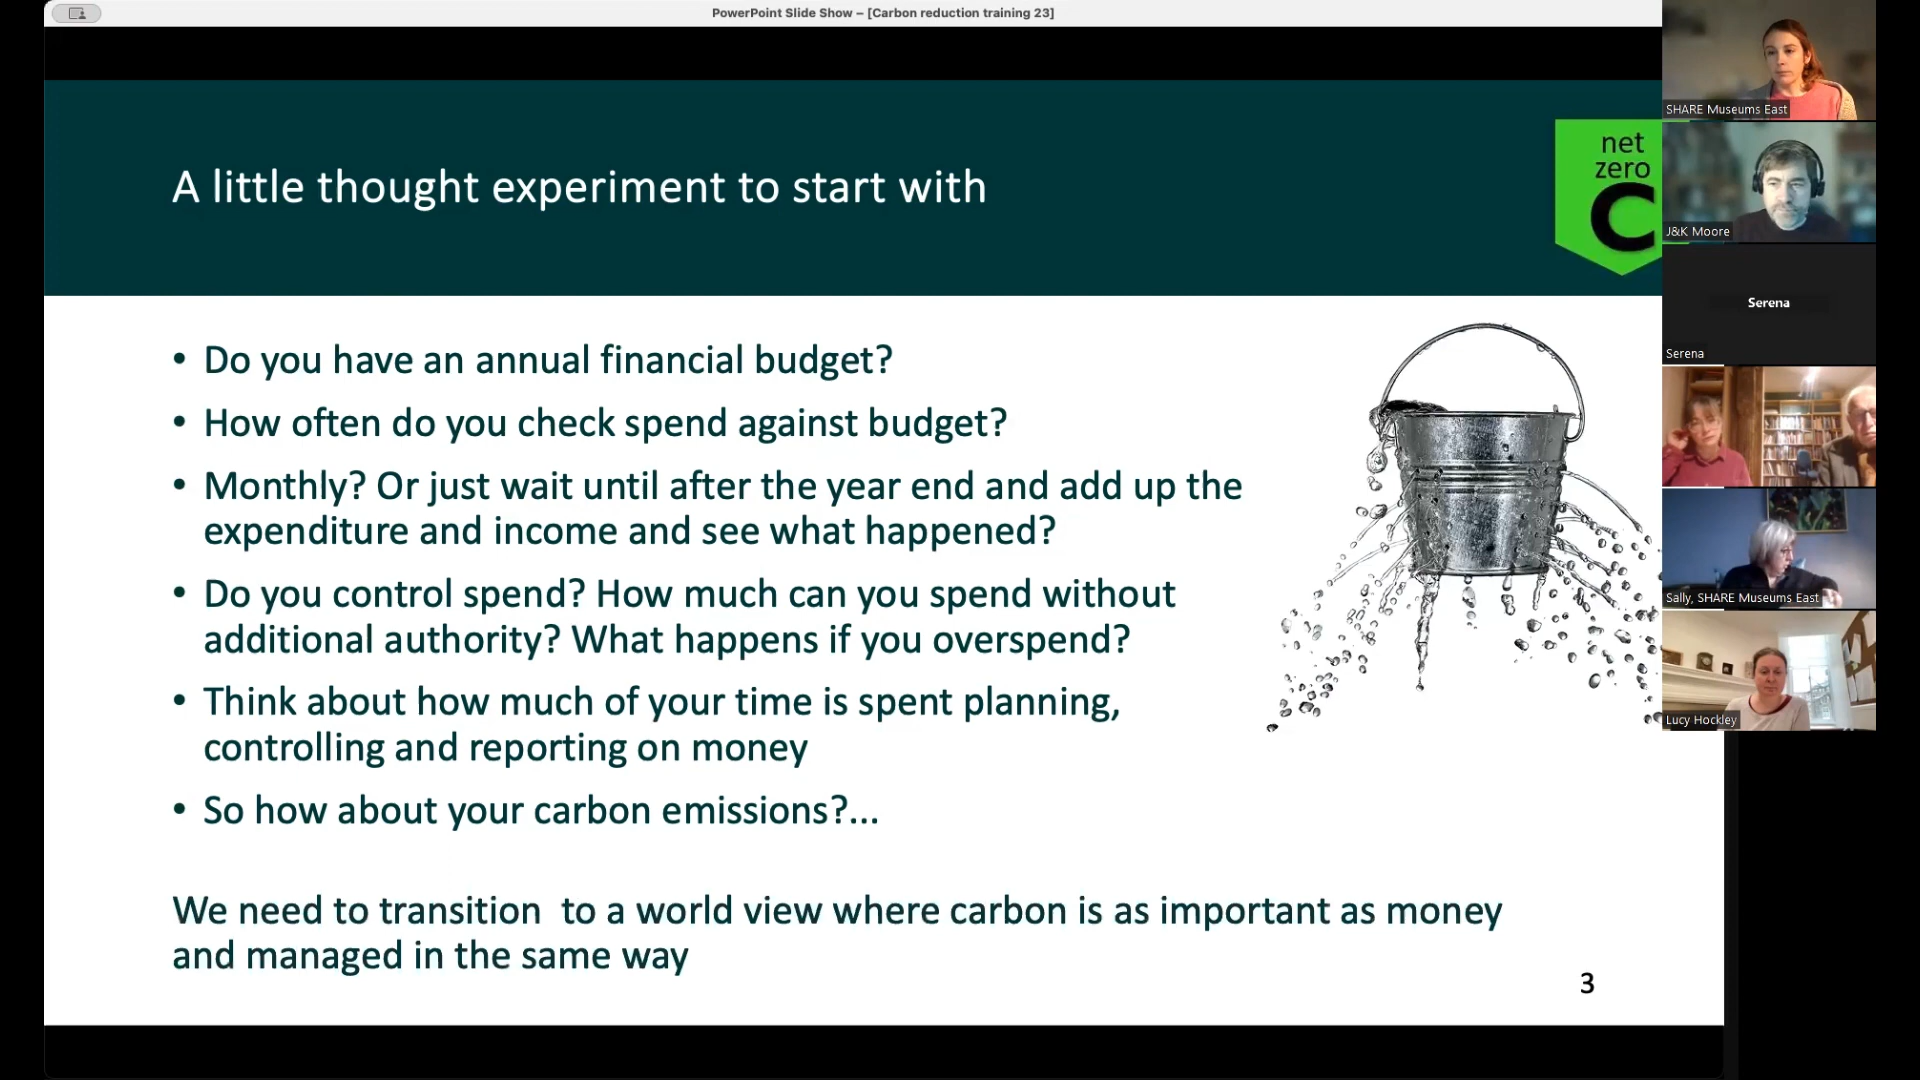 PowerPoint Slide Show – [Carbon reduction training 23]
A little thought experiment to start with
net
zero
C
• Do you have an annual financial budget?
• How often do you check spend against budget?
• Monthly? Or just wait until after the year end and add up the
expenditure and income and see what happened?
• Do you control spend? How much can you spend without
additional authority? What happens if you overspend?
• Think about how much of your time is spent planning,
controlling and reporting on money
• So how about your carbon emissions?...
We need to transition  to a world view where carbon is as important as money
and managed in the same way
3
SHARE Museums East
J&K Moore
Serena
Serena
Sally, SHARE Museums East
Lucy Hockley